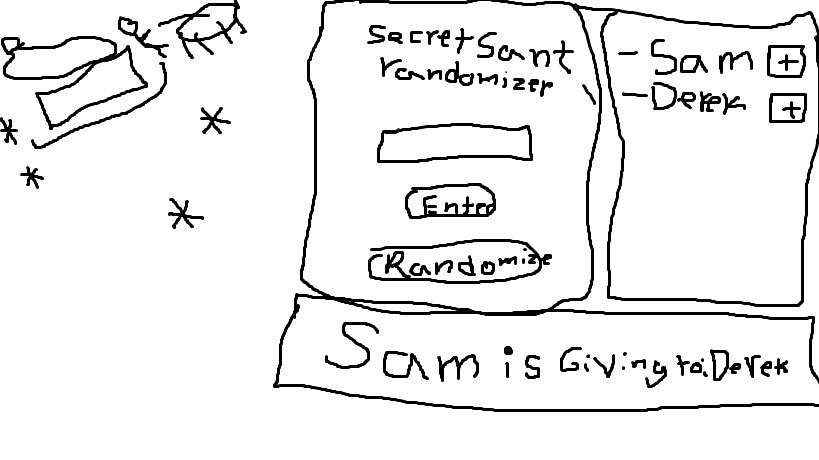 Secret Sant
randomizer
Enter
Randomize
- Sam +
- Derek +
Sam is Giving to: Derek